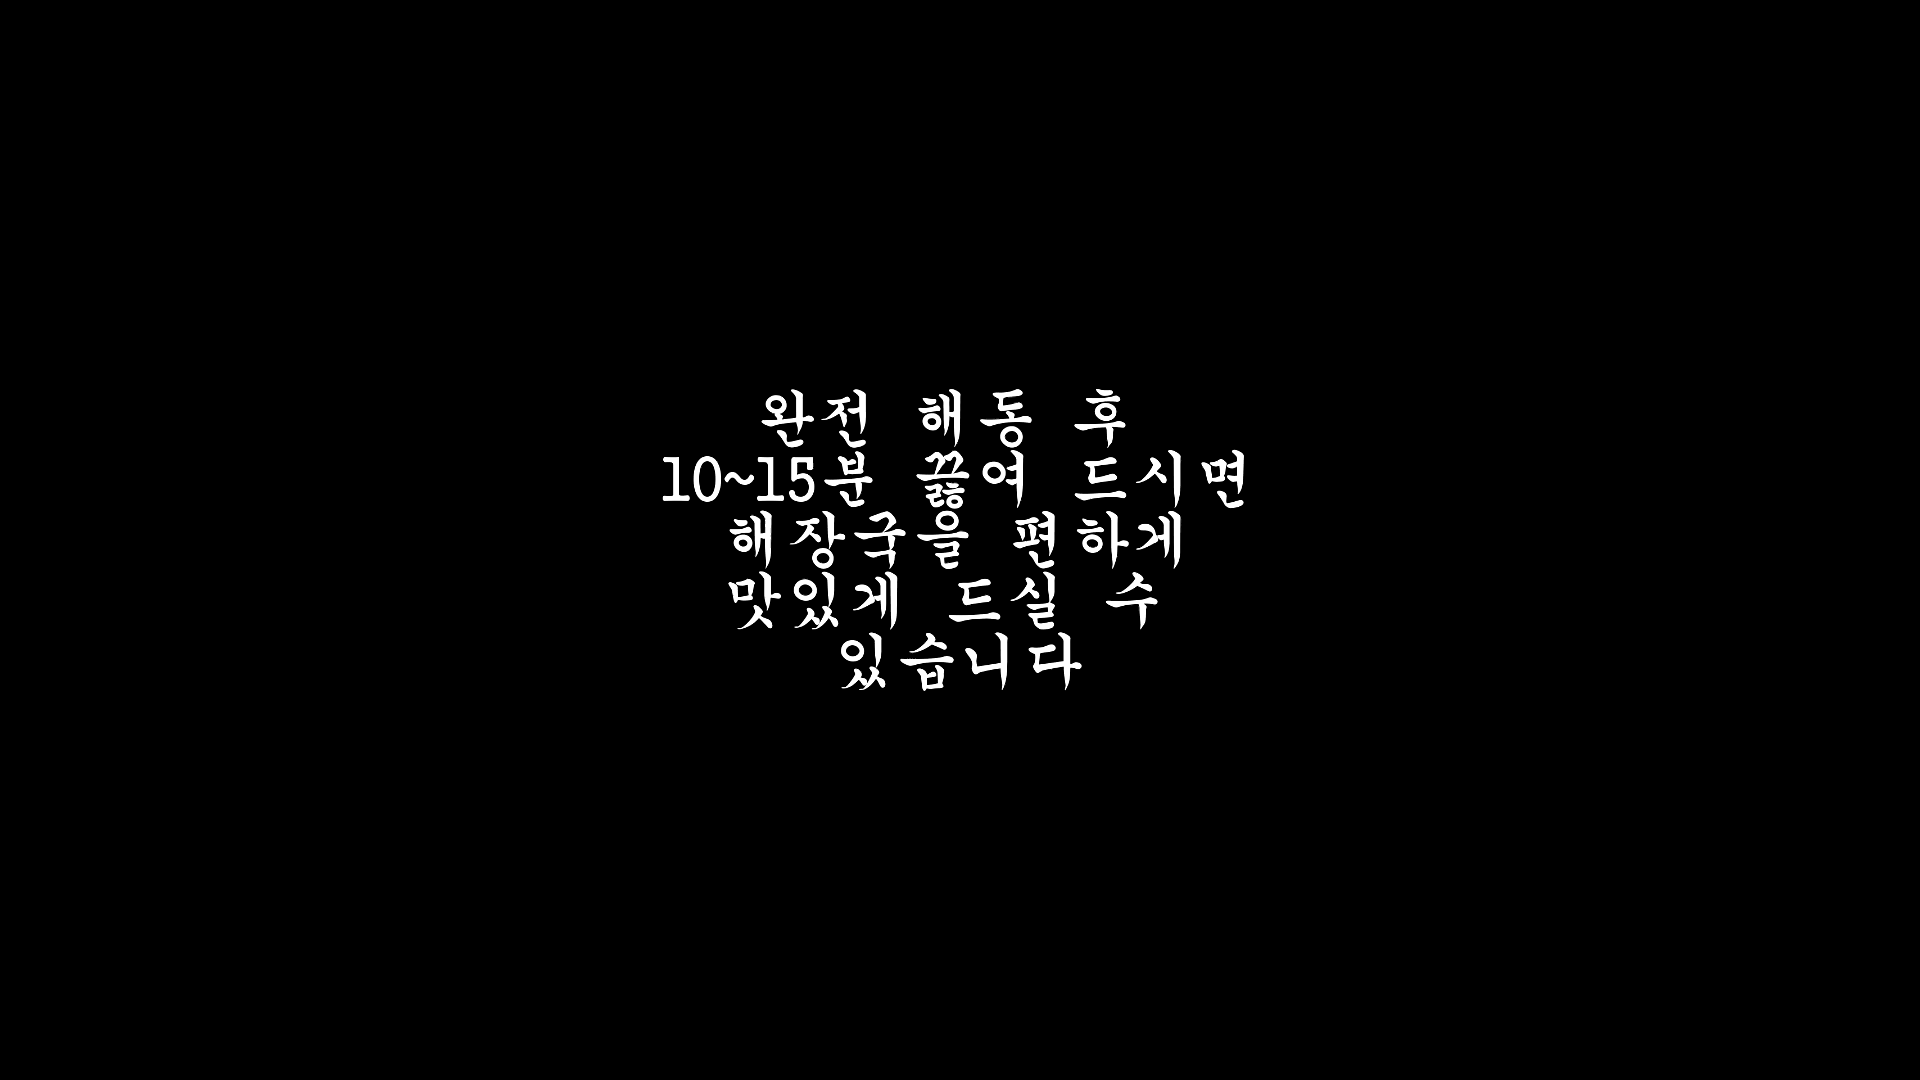 완전 해동 후
10~15분 끓여 드시면
해장국을 편하게
맛있게 드실 수
있습니다